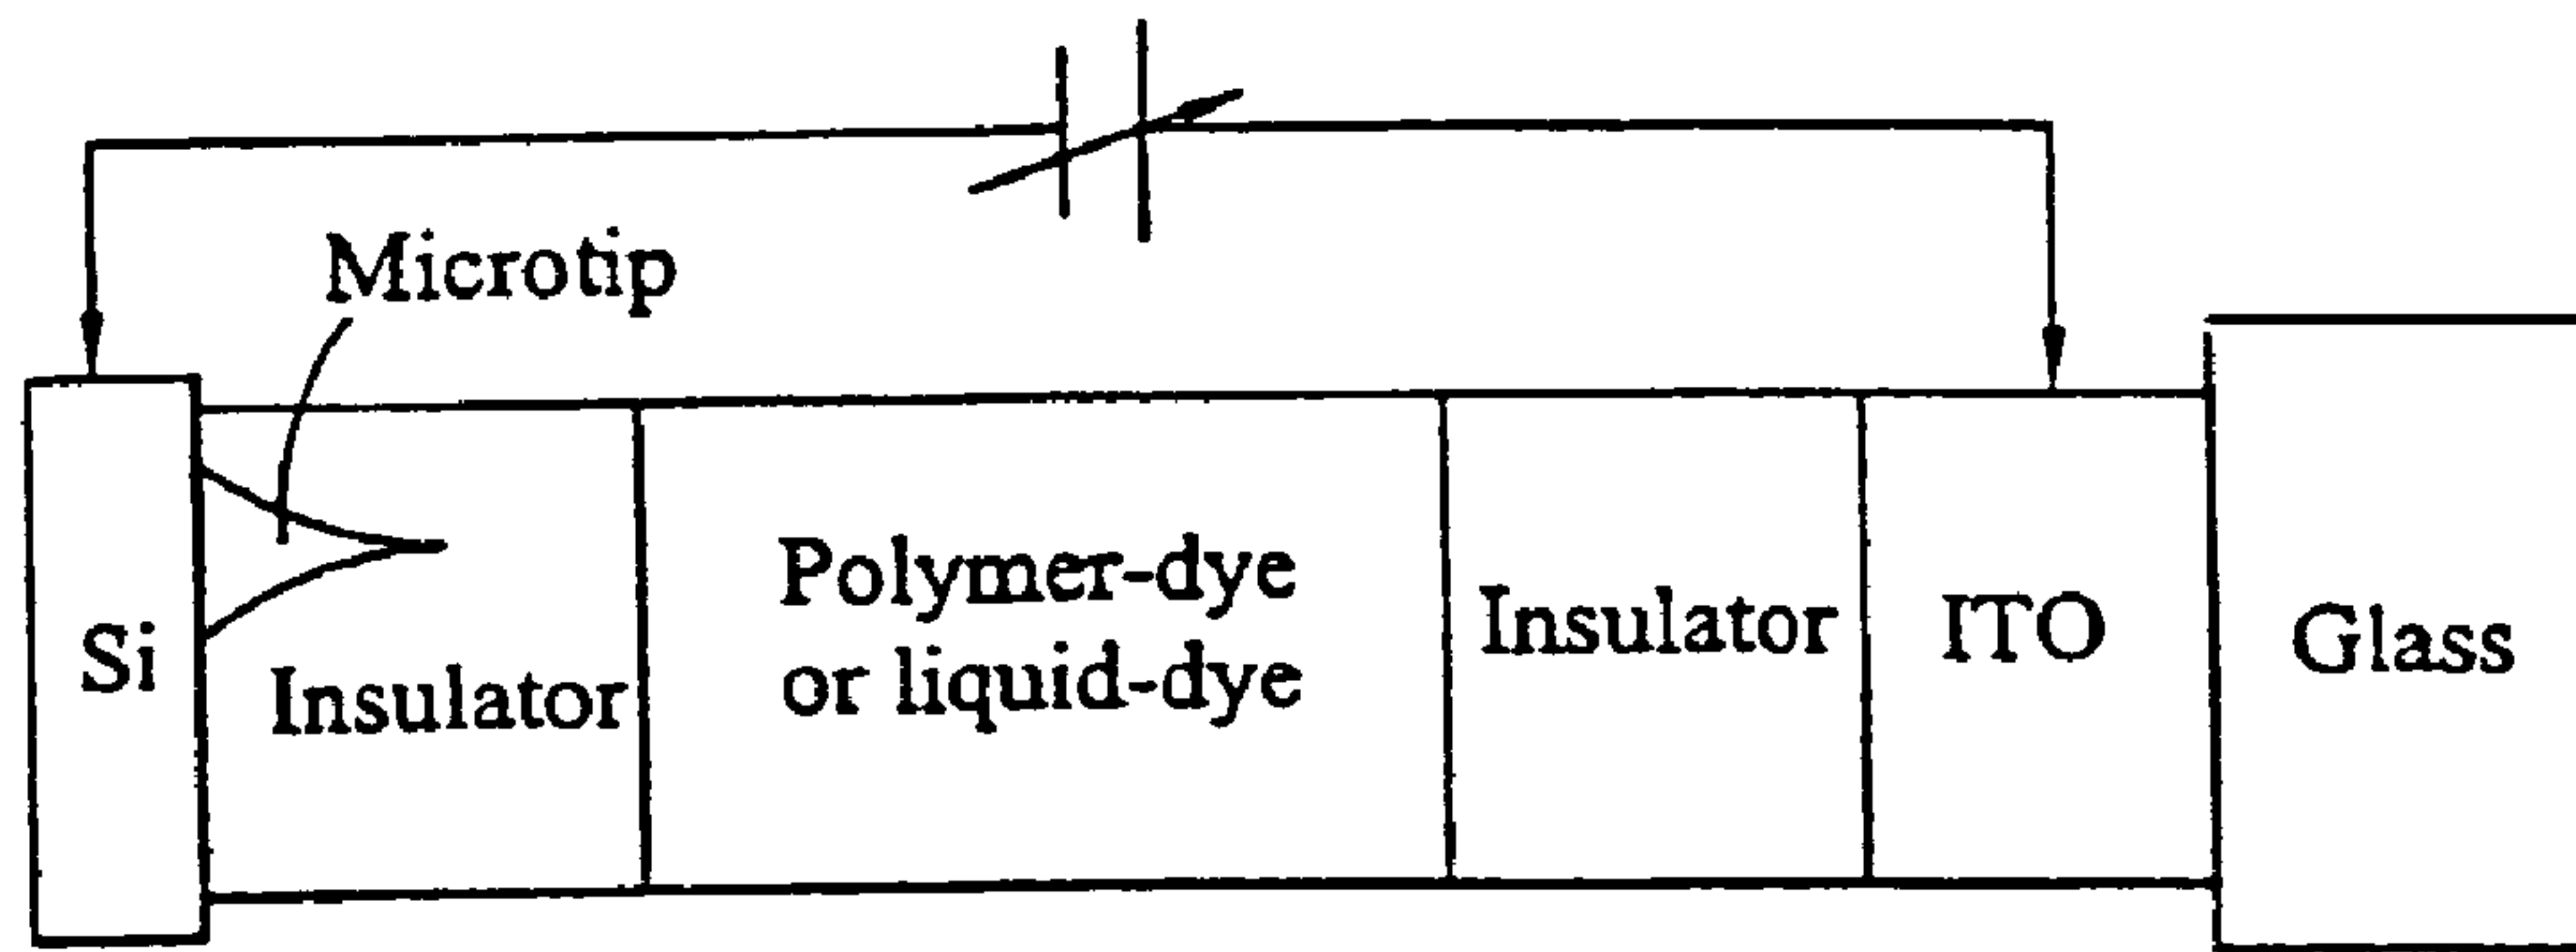 Microtip
Si
Insulator
Polymer-dye
or liquid-dye
Insulator
ITO
Glass